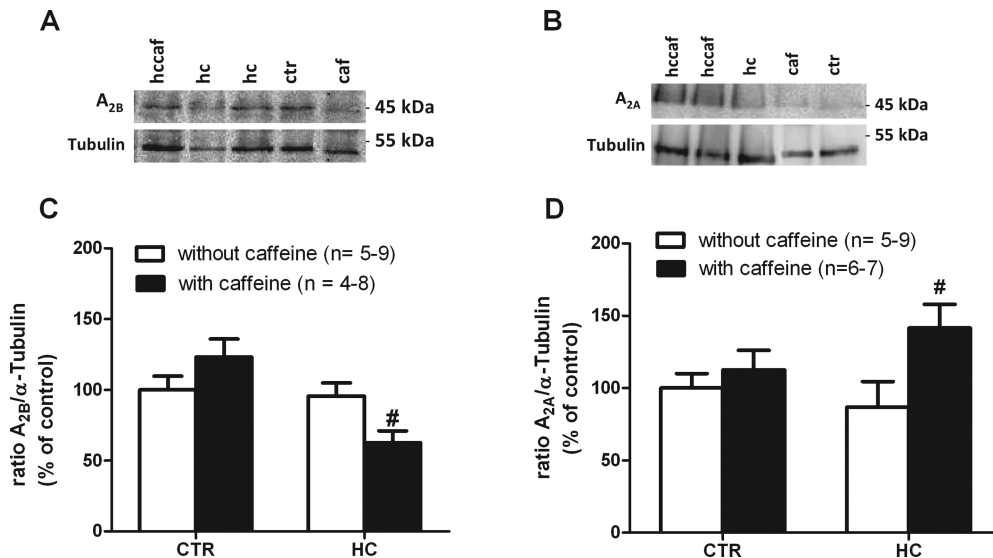 A
hccaf
hc
hc
ctr
caf
A2B
45 kDa
Tubulin
55 kDa
B
hccaf
hccaf
hc
caf
ctr
A2A
45 kDa
Tubulin
55 kDa
C
without caffeine (n= 5-9)
with caffeine (n = 4-8)
ratio A2B/α-Tubulin
(% of control)
200
150
100
50
0
#
CTR
HC
D
without caffeine (n= 5-9)
with caffeine (n=6-7)
ratio A2A/α-Tubulin
(% of control)
200
150
100
50
0
#
CTR
HC